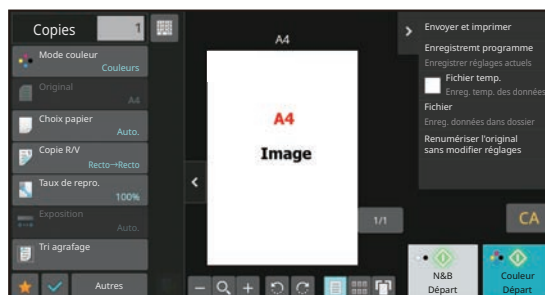 Copies
1
Mode couleur
Couleurs
Original
A4
Choix papier
Auto.
Copie R/V
Recto→Recto
Taux de repro.
100%
Exposition
Auto.
Tri agrafage
Autres
A4
A4
Image
1/1
Envoyer et imprimer
Enregistremt programme
Enregistrer réglages actuels
Fichier temp.
Enreg. temp. des données
Fichier
Enreg. données dans dossier
Renumériser l'original
sans modifier réglages
CA
N&B
Départ
Couleur
Départ